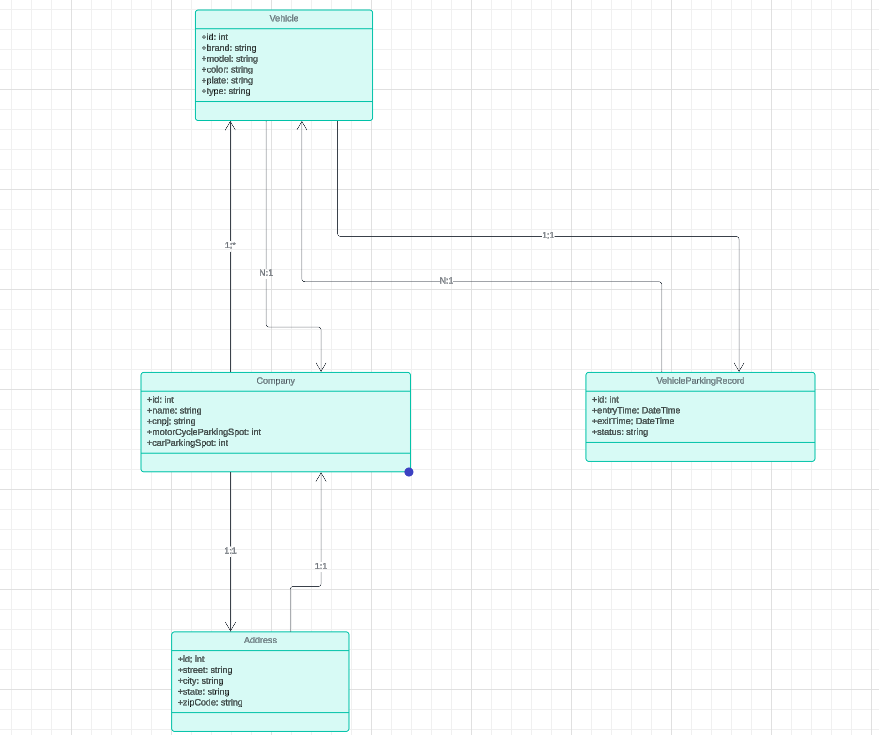 Vehicle
+id: int
+brand: string
+model: string
+color: string
+plate: string
+type: string
1:1
1:*
N:1
N:1
Company
+id: int
+name: string
+cnpj: string
+motorCycleParkingSpot: int
+carParkingSpot: int
VehicleParkingRecord
+id: int
+entryTime: DateTime
+exitTime: DateTime
+status: string
1:1
1:1
Address
+id: int
+street: string
+city: string
+state: string
+zipCode: string